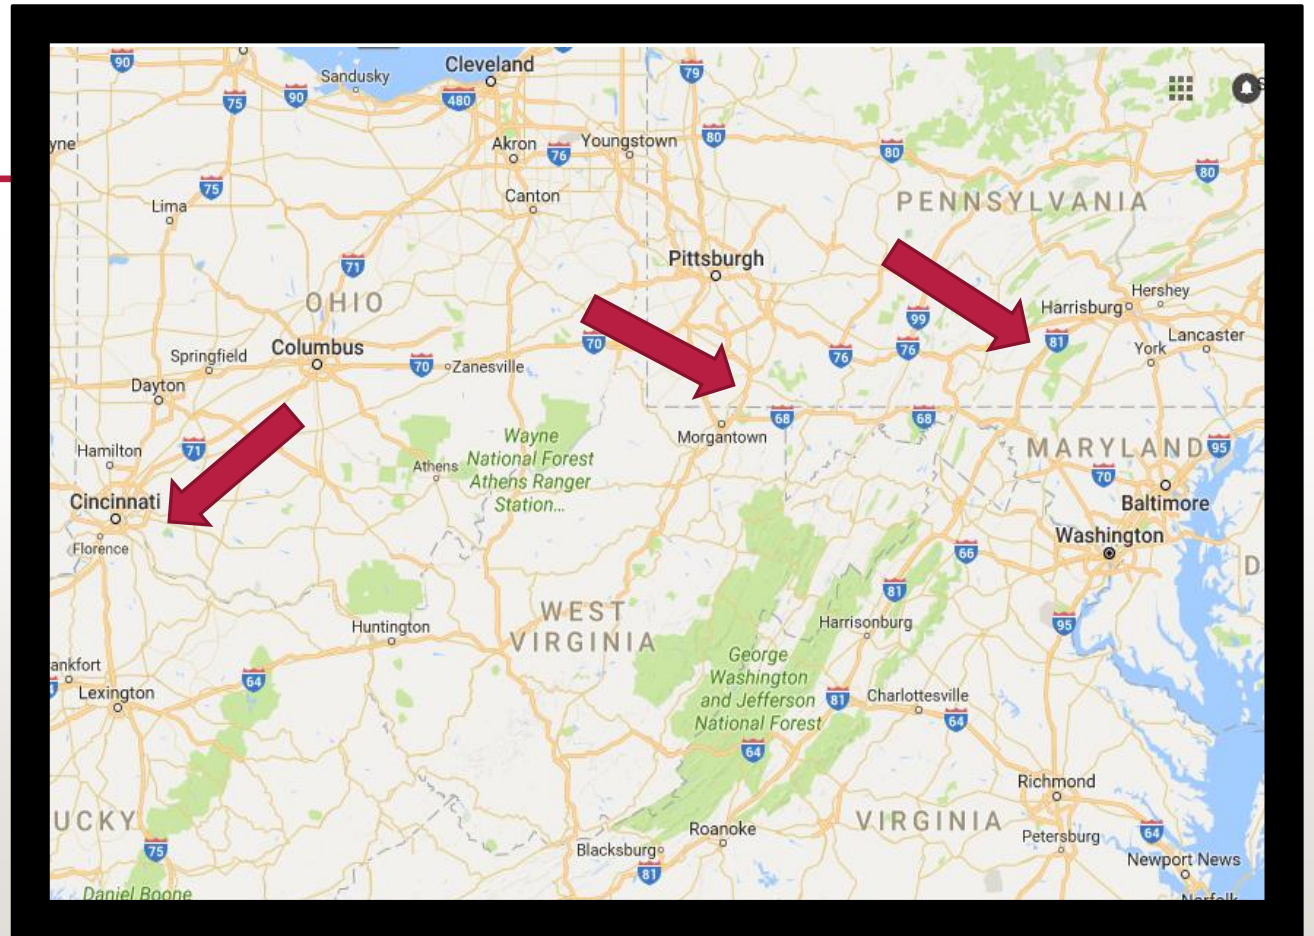 90
Sandusky
Cleveland
79
75
90
480
yne
Akron
76
Youngstown
80
80
80
75
Lima
Canton
PENNSYLVANIA
71
Pittsburgh
OHIO
Hershey
Harrisburg
99
Springfield
Columbus
70
70
81
Lancaster
York
76
76
Zanesville
Dayton
68
68
Hamilton
71
Wayne
National Forest
Athens Ranger
Station...
Athens
Morgantown
MARYLAND
95
70
Cincinnati
Baltimore
Florence
Washington
66
D
81
WEST
VIRGINIA
Huntington
Harrisonburg
95
George
Washington
and Jefferson
National Forest
ankfort
Lexington
64
81
Charlottesville
64
64
Richmond
UCKY
75
Roanoke
VIRGINIA
Petersburg
64
Blacksburg
81
Newport News
Daniel Boone
Norfolk